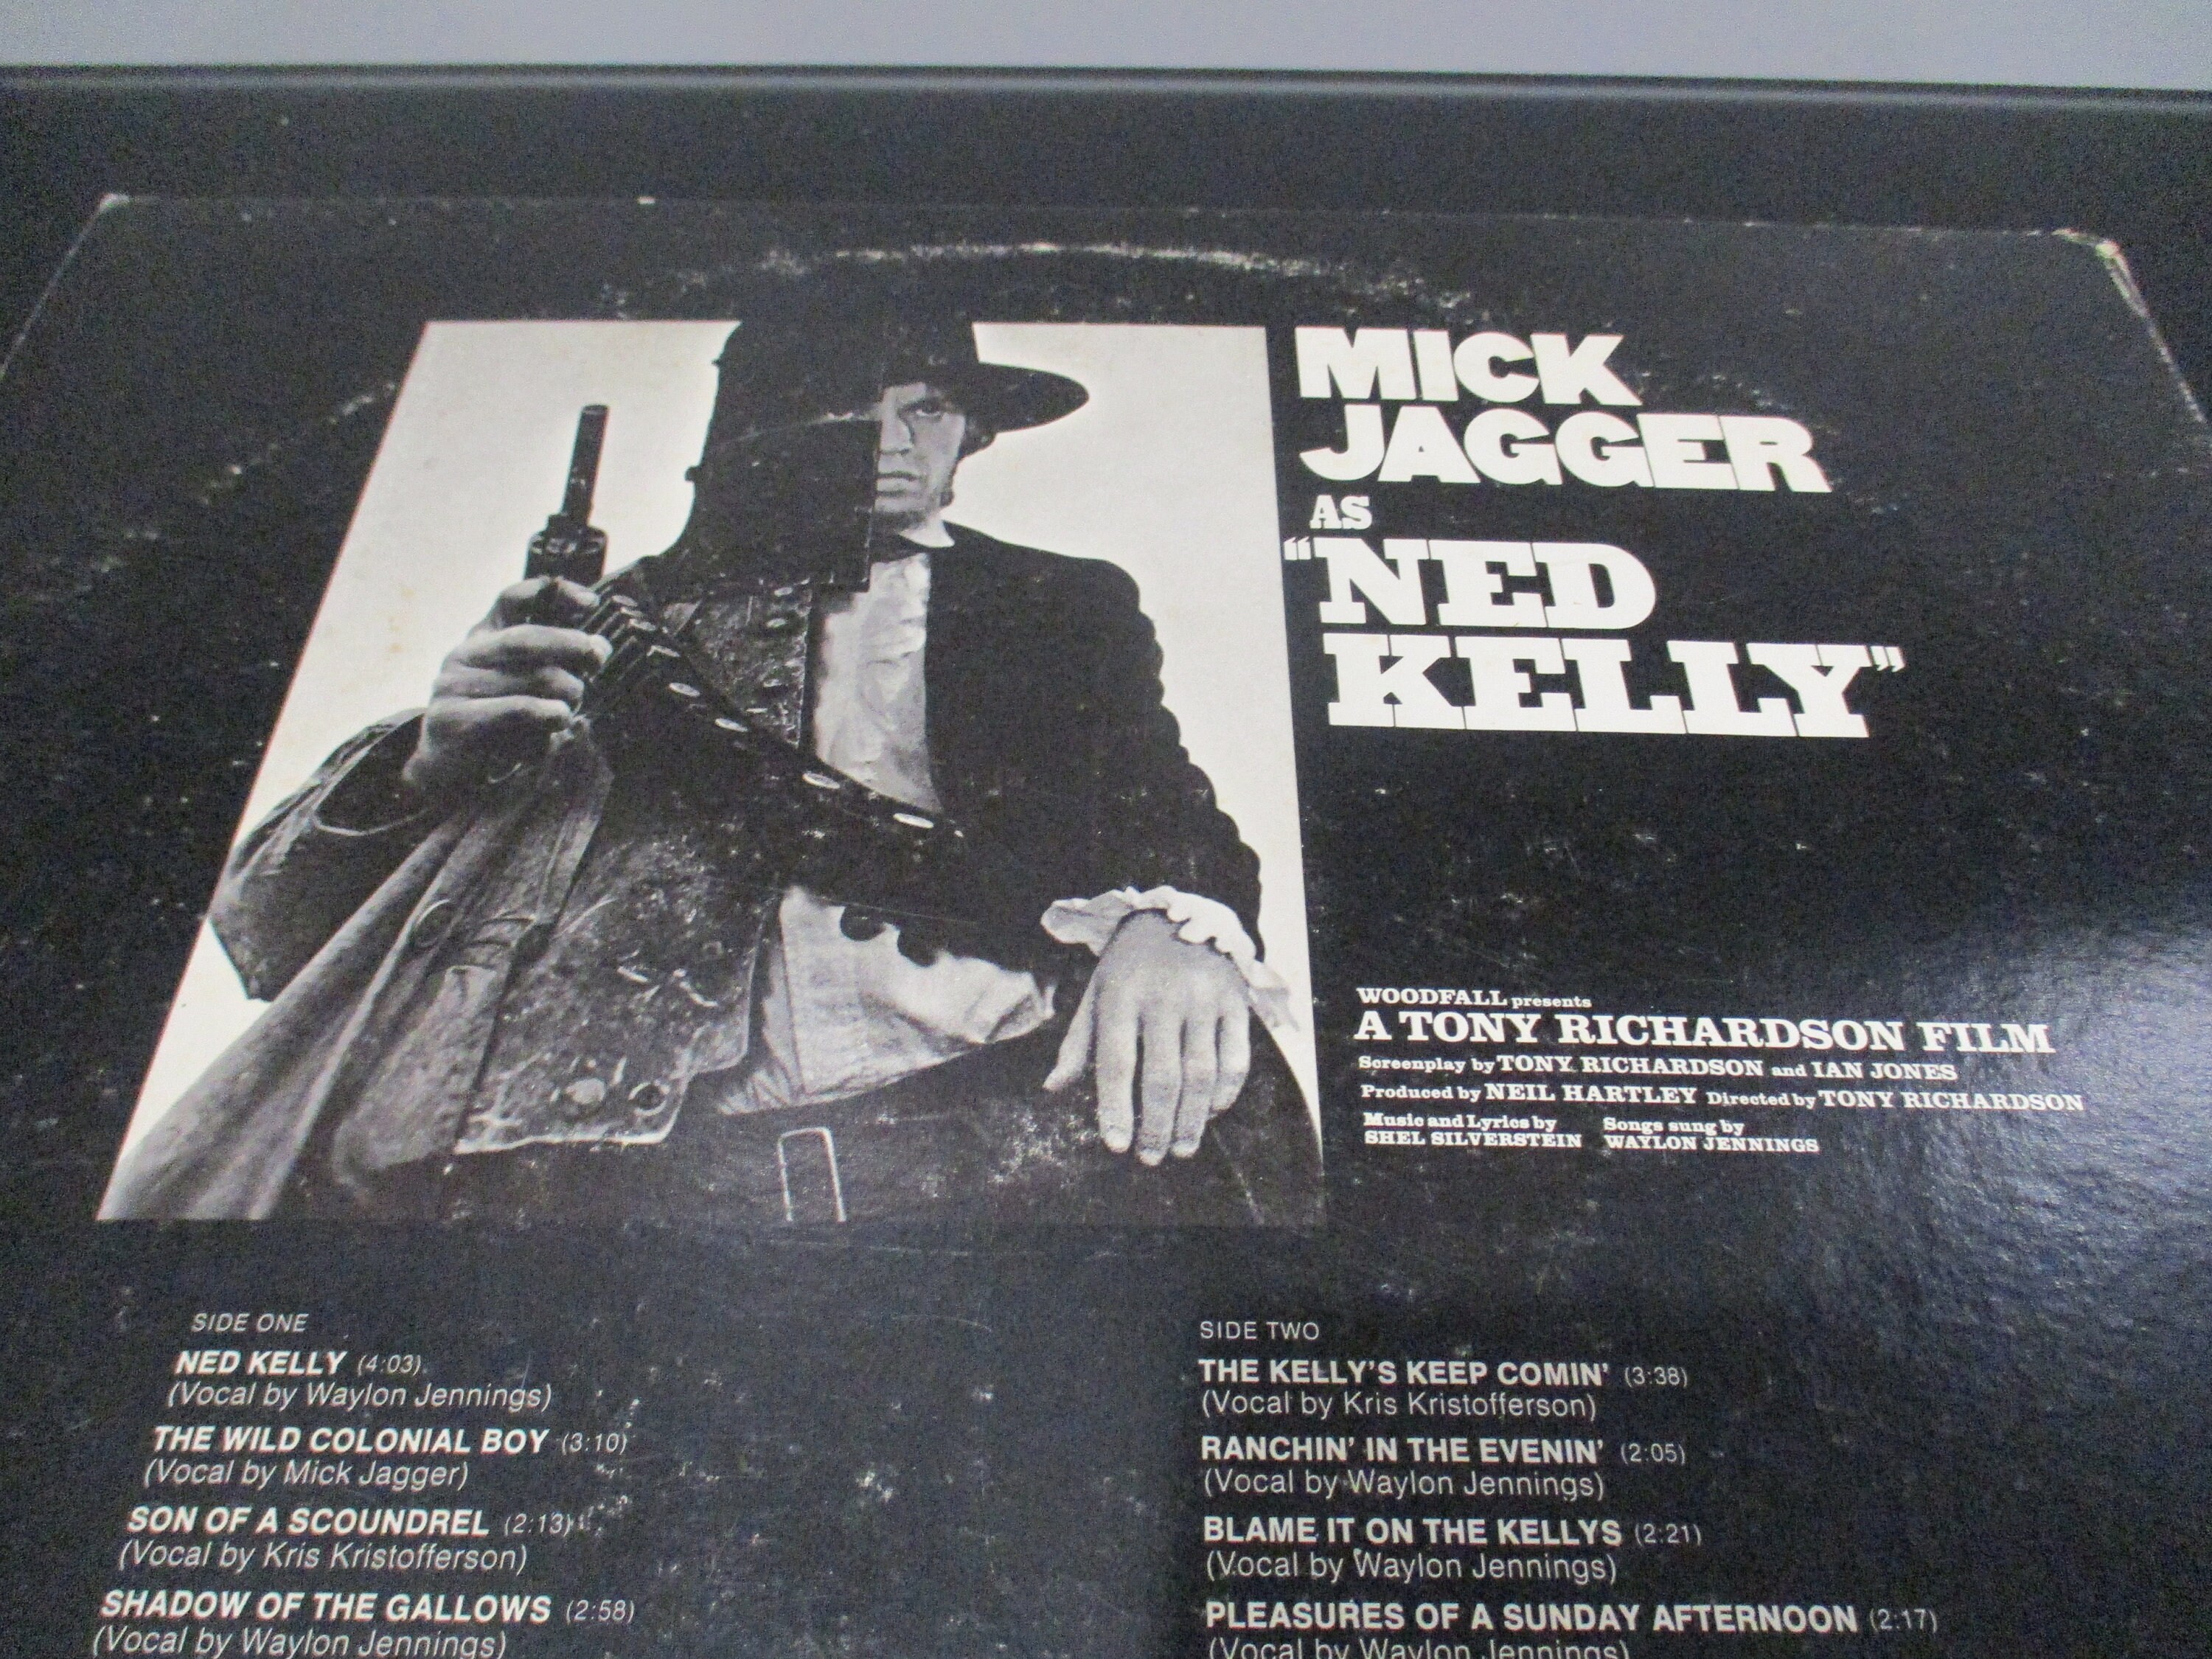 MICK
JAGGER
AS
“NED
KELLY”
WOODFALL presents
A TONY RICHARDSON FILM
Screenplay by TONY RICHARDSON and IAN JONES
Produced by NEIL HARTLEY Directed by TONY RICHARDSON
Music and Lyrics by
SHEL SILVERSTEIN
Songs sung by
WAYLON JENNINGS
SIDE ONE
NED KELLY (4:03)
(Vocal by Waylon Jennings)
THE WILD COLONIAL BOY (3:10)
(Vocal by Mick Jagger)
SON OF A SCOUNDREL (2:13)
(Vocal by Kris Kristofferson)
SHADOW OF THE GALLOWS (2:58)
(Vocal by Waylon Jennings)
SIDE TWO
THE KELLY'S KEEP COMIN' (3:38)
(Vocal by Kris Kristofferson)
RANCHIN' IN THE EVENIN' (2:05)
(Vocal by Waylon Jennings)
BLAME IT ON THE KELLYS (2:21)
(Vocal by Waylon Jennings)
PLEASURES OF A SUNDAY AFTERNOON (2:17)
(Vocal by Waylon Jennings)